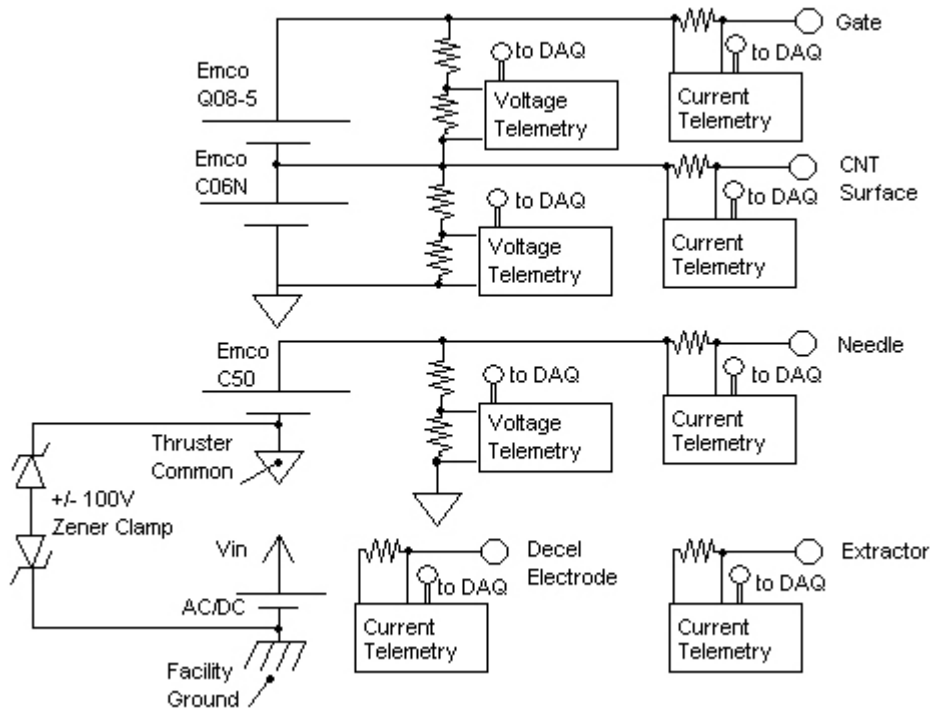 Gate
to DAQ
to DAQ
Emco
Q08-5
Voltage
Telemetry
Current
Telemetry
Emco
C06N
CNT
Surface
to DAQ
to DAQ
Voltage
Telemetry
Current
Telemetry
Emco
C50
Needle
to DAQ
to DAQ
Voltage
Telemetry
Current
Telemetry
Thruster
Common
+/- 100V
Zener Clamp
Vin
Decel
Electrode
Extractor
to DAQ
to DAQ
AC/DC
Current
Telemetry
Current
Telemetry
Facility
Ground